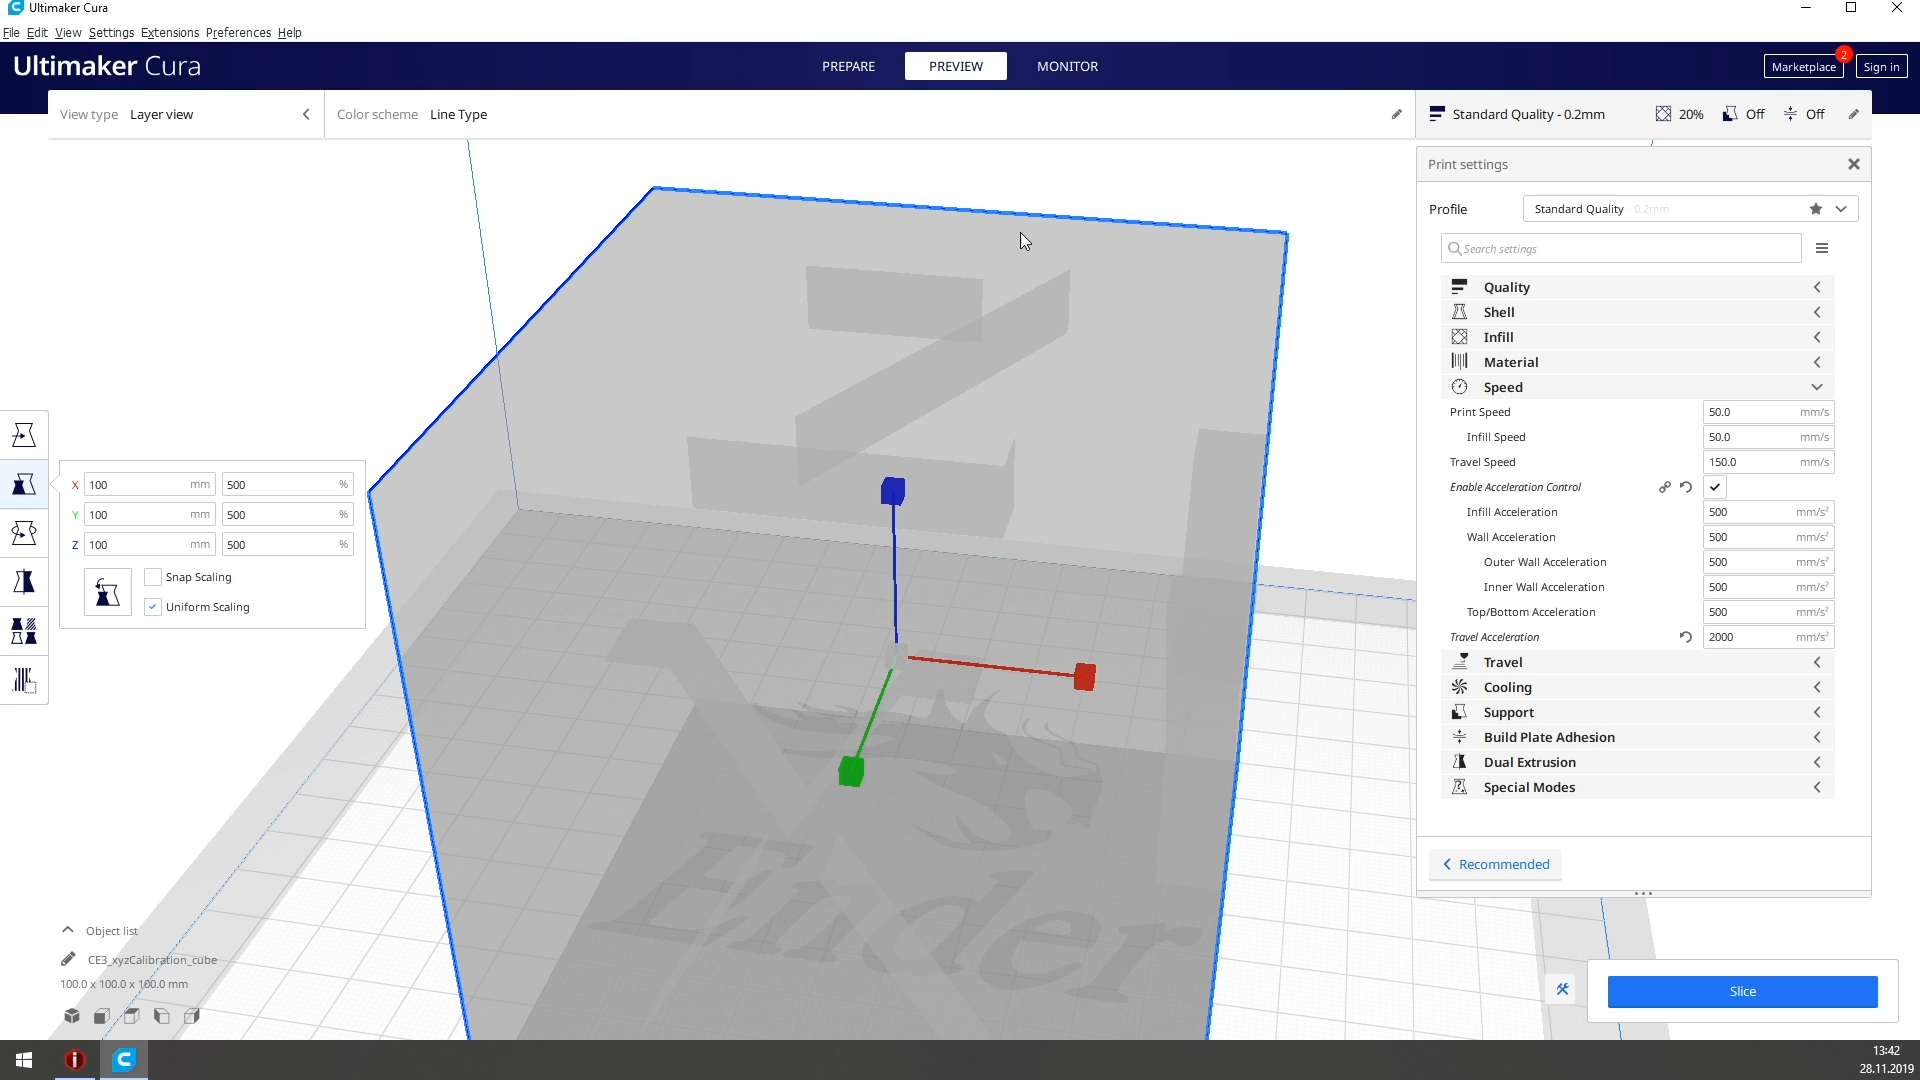 Ultimaker Cura
File Edit View Settings Extensions Preferences Help
Ultimaker Cura
PREPARE PREVIEW MONITOR
Marketplace 2 Sign in
View type Layer view
Color scheme Line Type
Standard Quality - 0.2mm 20% Off Off
Print settings
Profile Standard Quality - 0.2mm
Search settings
Quality
Shell
Infill
Material
Speed
Print Speed 50.0 mm/s
Infill Speed 50.0 mm/s
Travel Speed 150.0 mm/s
Enable Acceleration Control
Infill Acceleration 500 mm/s²
Wall Acceleration 500 mm/s²
Outer Wall Acceleration 500 mm/s²
Inner Wall Acceleration 500 mm/s²
Top/Bottom Acceleration 500 mm/s²
Travel Acceleration 2000 mm/s²
Travel
Cooling
Support
Build Plate Adhesion
Dual Extrusion
Special Modes
Recommended
X 100 mm 500 %
Y 100 mm 500 %
Z 100 mm 500 %
Snap Scaling
Uniform Scaling
Z
X
Ender
Object list
CE3_xyzCalibration_cube
100.0 x 100.0 x 100.0 mm
Slice
13:42
28.11.2019